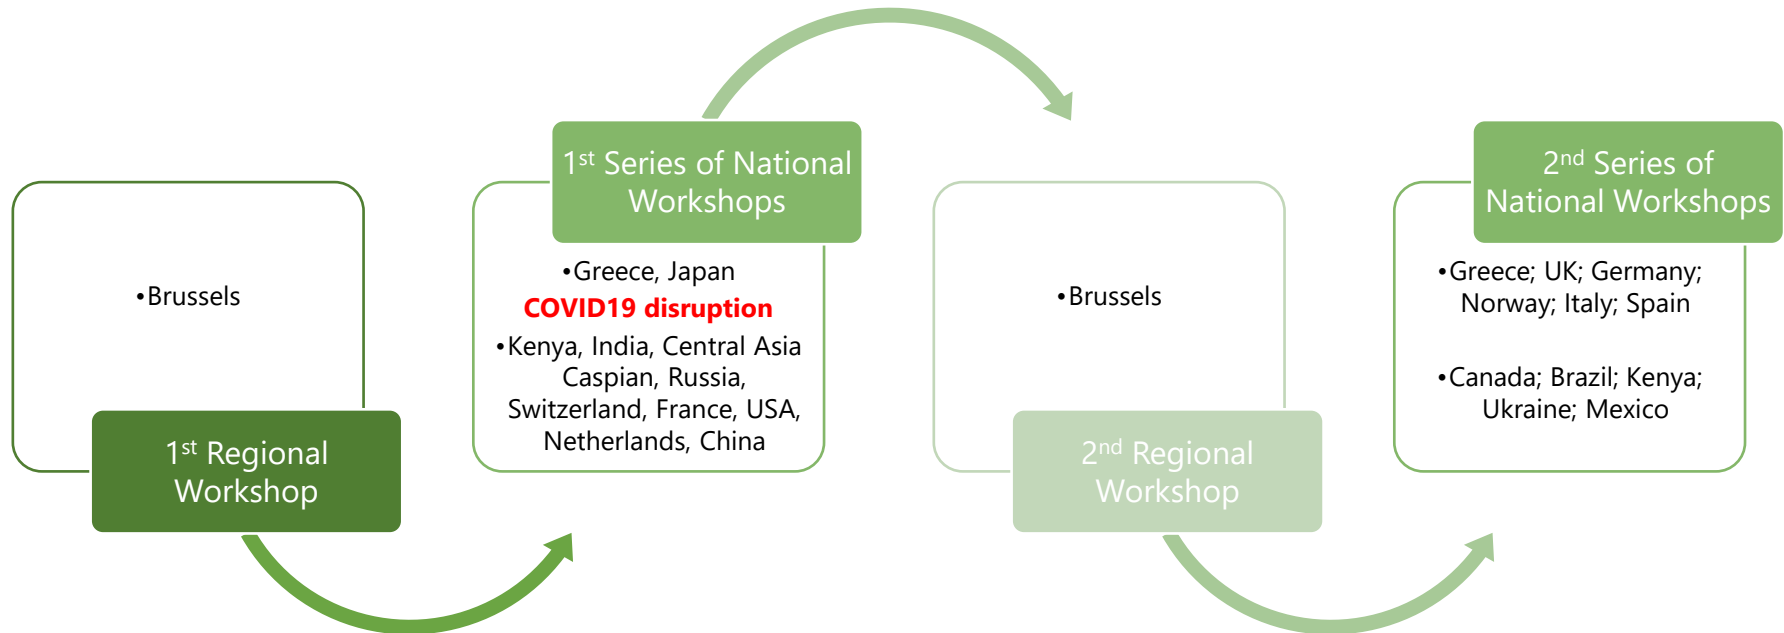 •Brussels
1st Regional
Workshop
1st Series of National
Workshops
•Greece, Japan
COVID19 disruption
•Kenya, India, Central Asia
Caspian, Russia,
Switzerland, France, USA,
Netherlands, China
•Brussels
2nd Regional
Workshop
2nd Series of
National Workshops
•Greece; UK; Germany;
Norway; Italy; Spain
•Canada; Brazil; Kenya;
Ukraine; Mexico